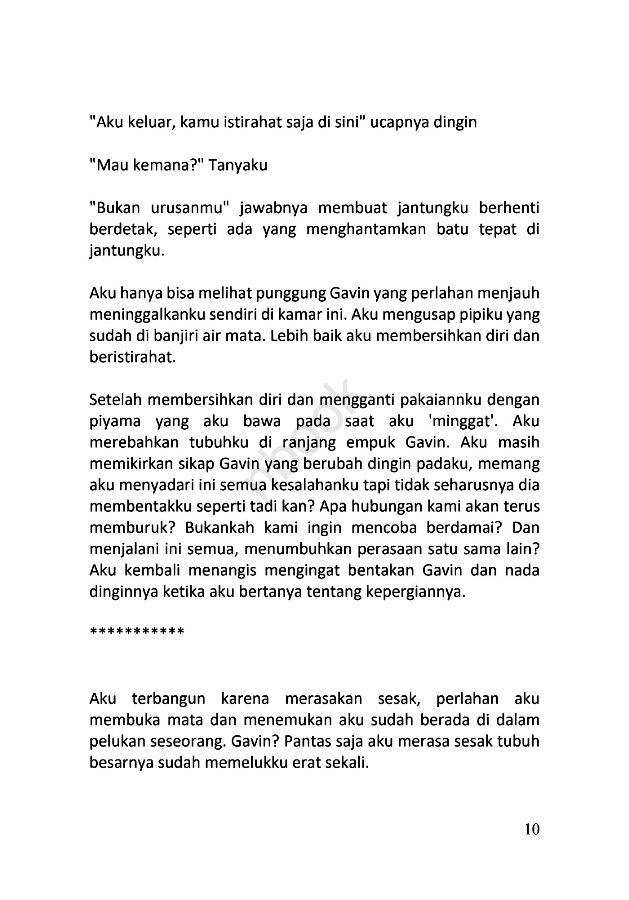 "Aku keluar, kamu istirahat saja di sini" ucapnya dingin
"Mau kemana?" Tanyaku
"Bukan urusanmu" jawabnya membuat jantungku berhenti
berdetak, seperti ada yang menghantamkan batu tepat di
jantungku.
Aku hanya bisa melihat punggung Gavin yang perlahan menjauh
meninggalkanku sendiri di kamar ini. Aku mengusap pipiku yang
sudah di banjiri air mata. Lebih baik aku membersihkan diri dan
beristirahat.
Setelah membersihkan diri dan mengganti pakaiannku dengan
piyama yang aku bawa pada saat aku 'minggat'. Aku
merebahkan tubuhku di ranjang empuk Gavin. Aku masih
memikirkan sikap Gavin yang berubah dingin padaku, memang
aku menyadari ini semua kesalahanku tapi tidak seharusnya dia
membentakku seperti tadi kan? Apa hubungan kami akan terus
memburuk? Bukankah kami ingin mencoba berdamai? Dan
menjalani ini semua, menumbuhkan perasaan satu sama lain?
Aku kembali menangis mengingat bentakan Gavin dan nada
dinginnya ketika aku bertanya tentang kepergiannya.
***********
Aku terbangun karena merasakan sesak, perlahan aku
membuka mata dan menemukan aku sudah berada di dalam
pelukan seseorang. Gavin? Pantas saja aku merasa sesak tubuh
besarnya sudah memelukku erat sekali.
10